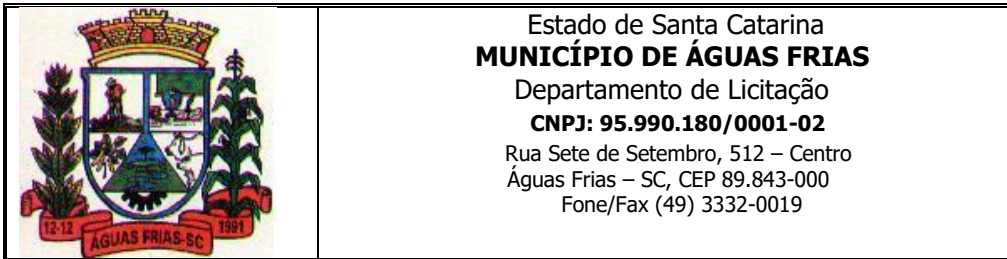 Estado de Santa Catarina
MUNICÍPIO DE ÁGUAS FRIAS
Departamento de Licitação
CNPJ: 95.990.180/0001-02
Rua Sete de Setembro, 512 – Centro
Águas Frias – SC, CEP 89.843-000
Fone/Fax (49) 3332-0019
12-12
ÁGUAS FRIAS-SC
1991